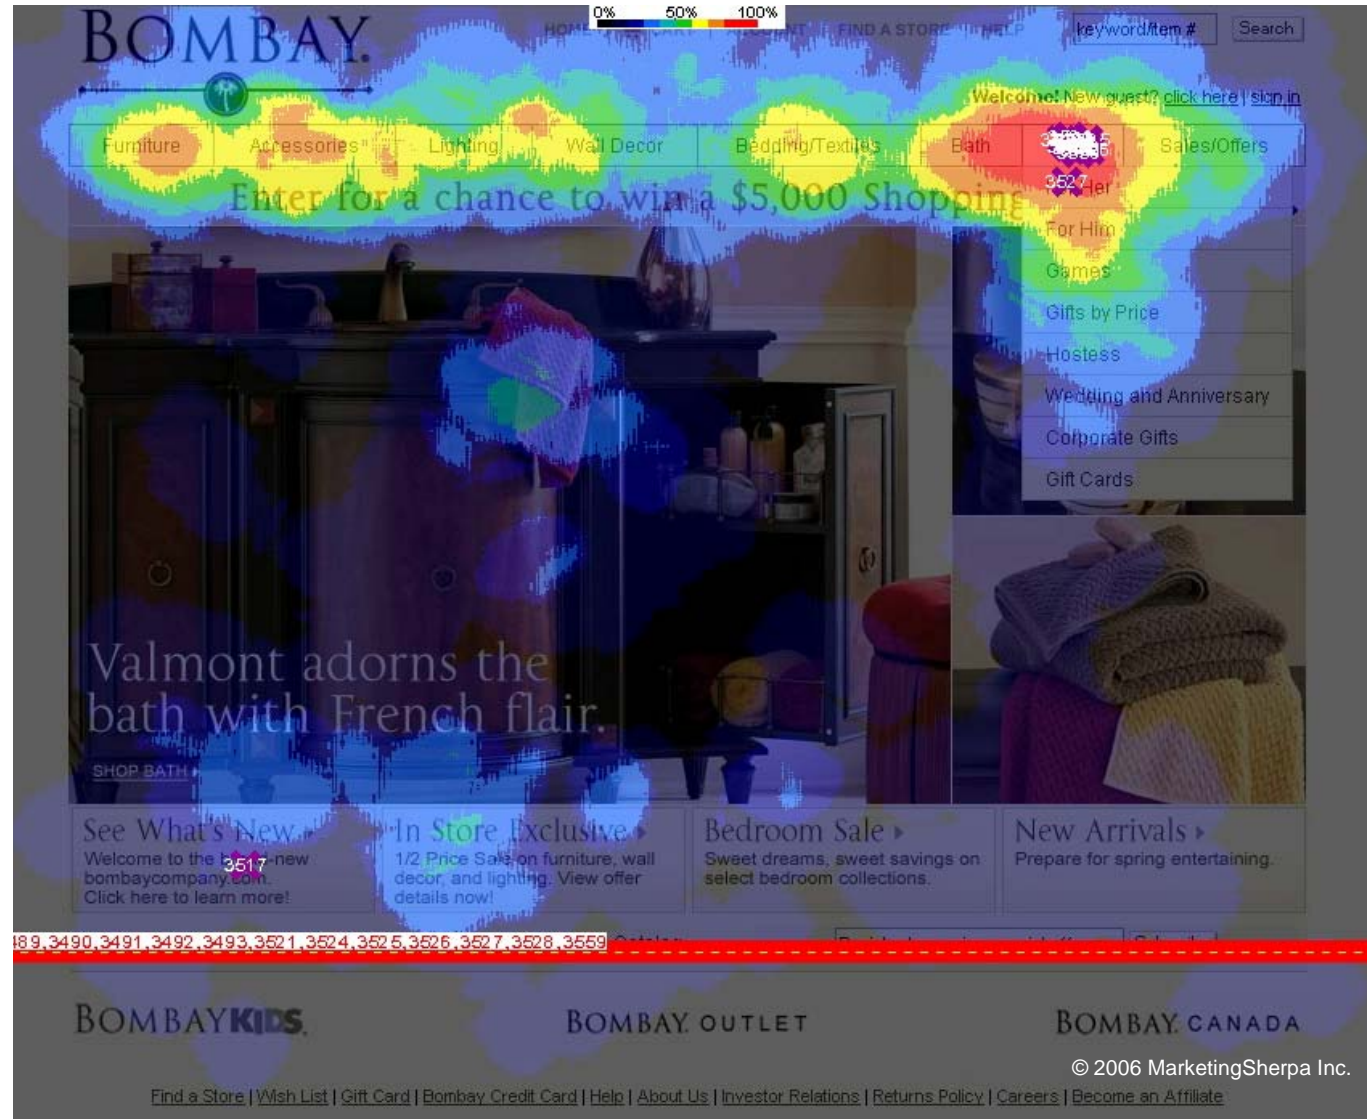 0% 50% 100%
BOMBAY.
FIND A STORE HELP keyword/item # Search
Welcome! New guest? click here | sign in
Furniture Accessories Lighting Wall Decor Bedding/Textiles Bath Sales/Offers
3527 Her
Enter for a chance to win a $5,000 Shopping
For Him
Games
Gifts by Price
Hostess
Wedding and Anniversary
Corporate Gifts
Gift Cards
Valmont adorns the
bath with French flair.
SHOP BATH
See What's New
Welcome to the -new
3517
bombaycompany.com.
Click here to learn more!
In Store Exclusive
1/2 Price Sale on furniture, wall
decor, and lighting. View offer
details now!
Bedroom Sale
Sweet dreams, sweet savings on
select bedroom collections.
New Arrivals
Prepare for spring entertaining.
489,3490,3491,3492,3493,3521,3524,3525,3526,3527,3528,3559
BOMBAY KIDS.
BOMBAY OUTLET
BOMBAY CANADA
© 2006 MarketingSherpa Inc.
Find a Store | Wish List | Gift Card | Bombay Credit Card | Help | About Us | Investor Relations | Returns Policy | Careers | Become an Affiliate